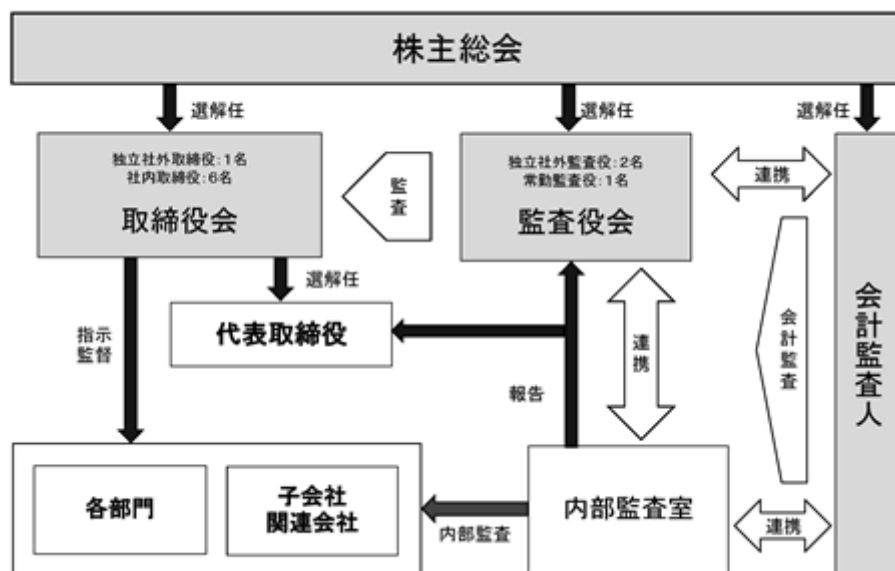 株主総会
選解任
選解任
選解任
独立社外取締役:1名
社内取締役:6名
取締役会
監査
独立社外監査役:2名
常勤監査役:1名
監査役会
連携
会計監査人
選解任
代表取締役
指示
監督
連携
会計監査
報告
各部門
子会社
関連会社
内部監査
内部監査室
連携